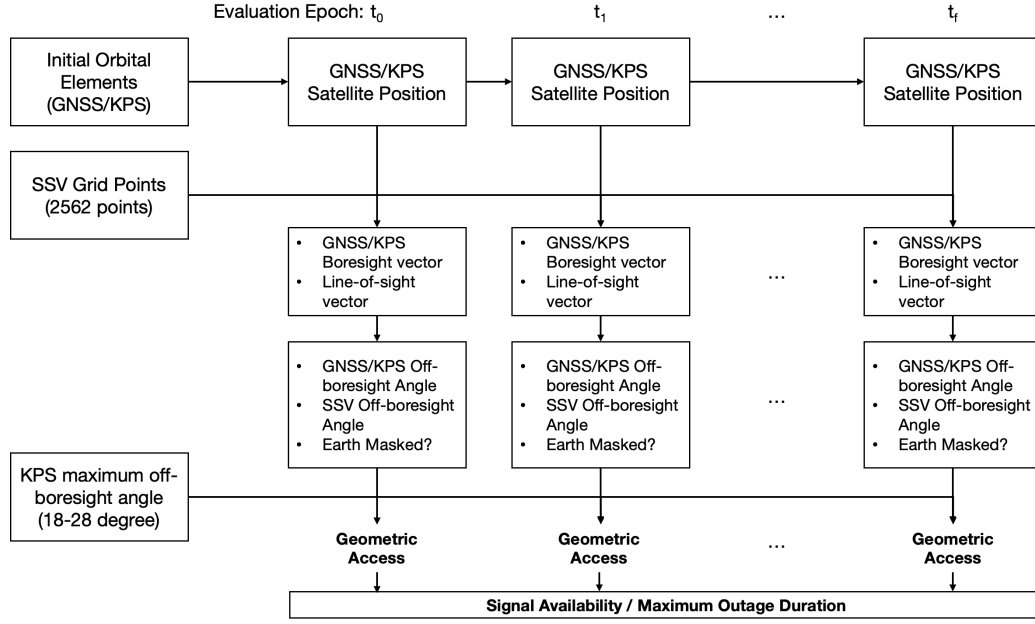 Evaluation Epoch: t0 t1 ... tf
Initial Orbital
Elements
(GNSS/KPS)
GNSS/KPS
Satellite Position
GNSS/KPS
Satellite Position
GNSS/KPS
Satellite Position
SSV Grid Points
(2562 points)
• GNSS/KPS
Boresight vector
• Line-of-sight
vector
• GNSS/KPS
Boresight vector
• Line-of-sight
vector
...
• GNSS/KPS
Boresight vector
• Line-of-sight
vector
• GNSS/KPS Off-
boresight Angle
• SSV Off-boresight
Angle
• Earth Masked?
• GNSS/KPS Off-
boresight Angle
• SSV Off-boresight
Angle
• Earth Masked?
...
• GNSS/KPS Off-
boresight Angle
• SSV Off-boresight
Angle
• Earth Masked?
KPS maximum off-
boresight angle
(18-28 degree)
Geometric
Access
Geometric
Access
...
Geometric
Access
Signal Availability / Maximum Outage Duration